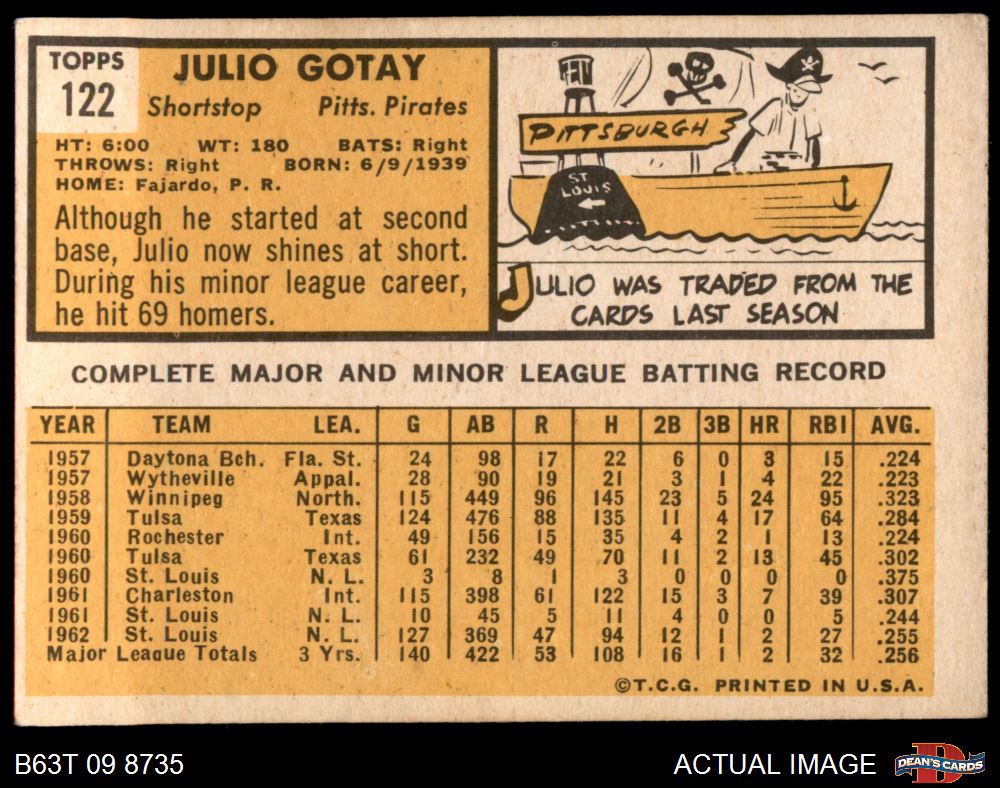 TOPPS
122
JULIO GOTAY
Shortstop Pitts. Pirates
HT: 6:00 WT: 180 BATS: Right
THROWS: Right BORN: 6/9/1939
HOME: Fajardo, P. R.
Although he started at second
base, Julio now shines at short.
During his minor league career,
he hit 69 homers.
PITTSBURGH
ST
LOUIS
JULIO WAS TRADED FROM THE
CARDS LAST SEASON
COMPLETE MAJOR AND MINOR LEAGUE BATTING RECORD
YEAR TEAM LEA. G AB R H 2B 3B HR RBI AVG.
1957 Daytona Bch. Fla. St. 24 98 17 22 6 0 3 15 .224
1957 Wytheville Appal. 28 90 19 21 3 1 4 22 .223
1958 Winnipeg North. 115 449 96 145 23 5 24 95 .323
1959 Tulsa Texas 124 476 88 135 11 4 17 64 .284
1960 Rochester Int. 49 156 15 35 4 2 1 13 .224
1960 Tulsa Texas 61 232 49 70 11 2 13 45 .302
1960 St. Louis N. L. 3 8 1 3 0 0 0 0 .375
1961 Charleston Int. 115 398 61 122 15 3 7 39 .307
1961 St. Louis N. L. 10 45 5 11 4 0 0 5 .244
1962 St. Louis N. L. 127 369 47 94 12 1 2 27 .255
Major League Totals 3 Yrs. 140 422 53 108 16 1 2 32 .256
©T.C.G. PRINTED IN U.S.A.
B63T 09 8735
ACTUAL IMAGE
DEAN'S CARDS